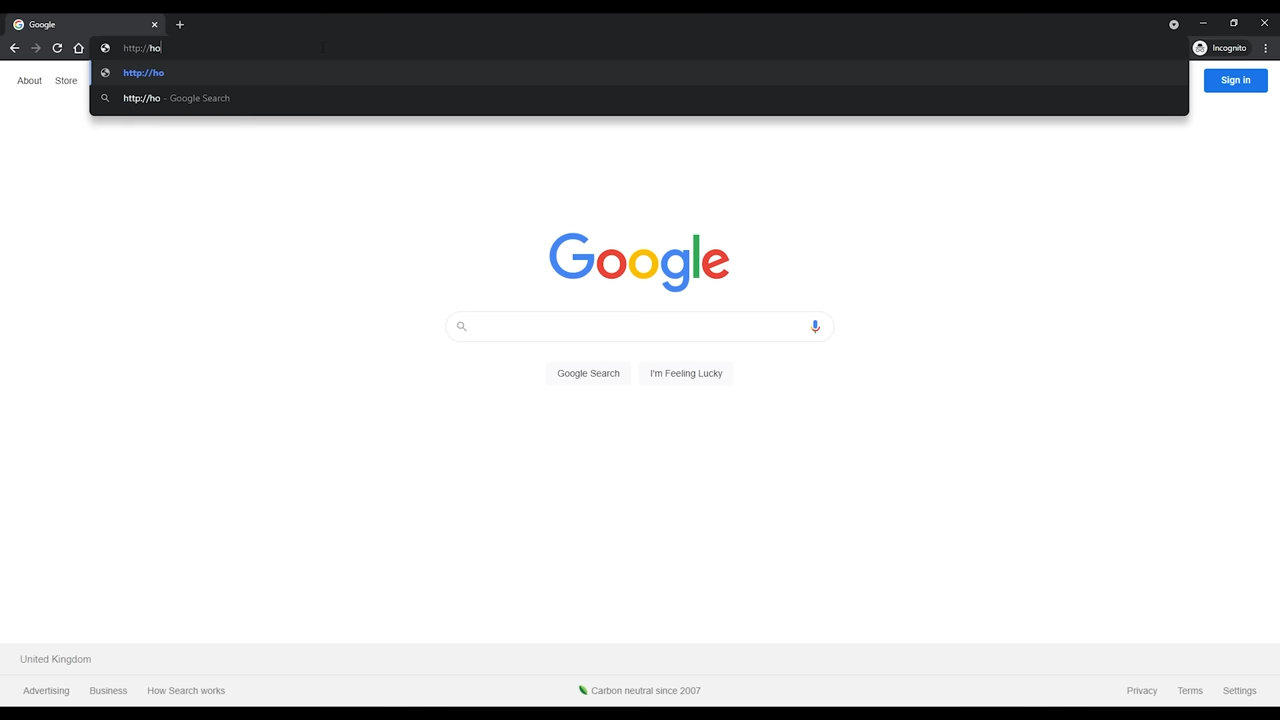 Google
http://ho
Incognito
http://ho
http://ho - Google Search
About
Store
Sign in
Google
Google Search
I'm Feeling Lucky
United Kingdom
Advertising
Business
How Search works
Carbon neutral since 2007
Privacy
Terms
Settings